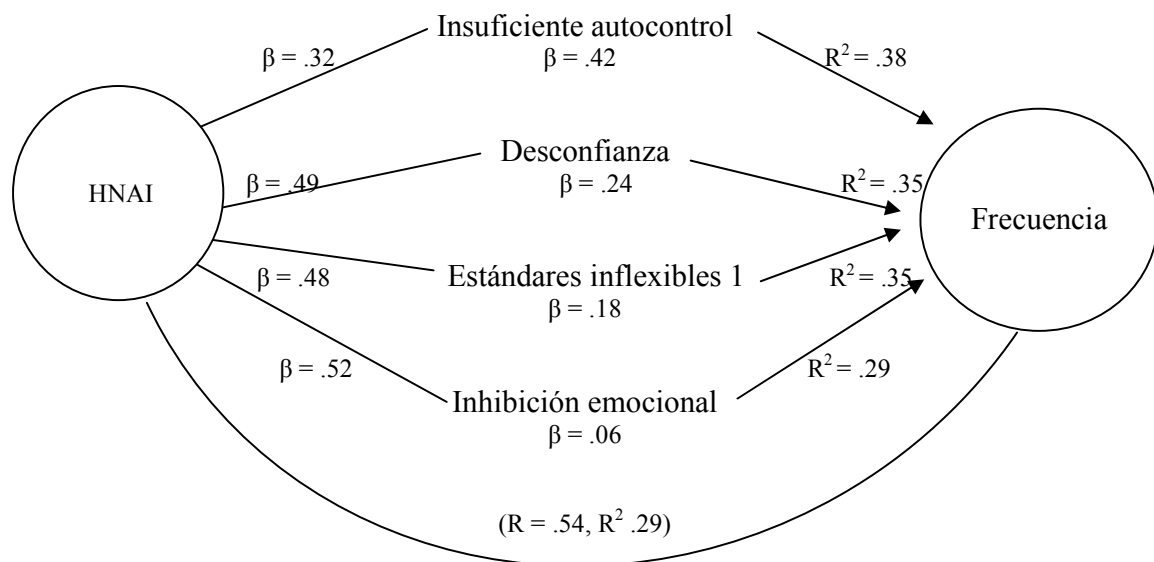 Insuficiente autocontrol
β = .32
β = .42
R² = .38
Desconfianza
β = .49
β = .24
R² = .35
HNAI
Frecuencia
Estándares inflexibles 1
β = .48
β = .18
R² = .35
β = .52
Inhibición emocional
β = .06
R² = .29
(R = .54, R² .29)